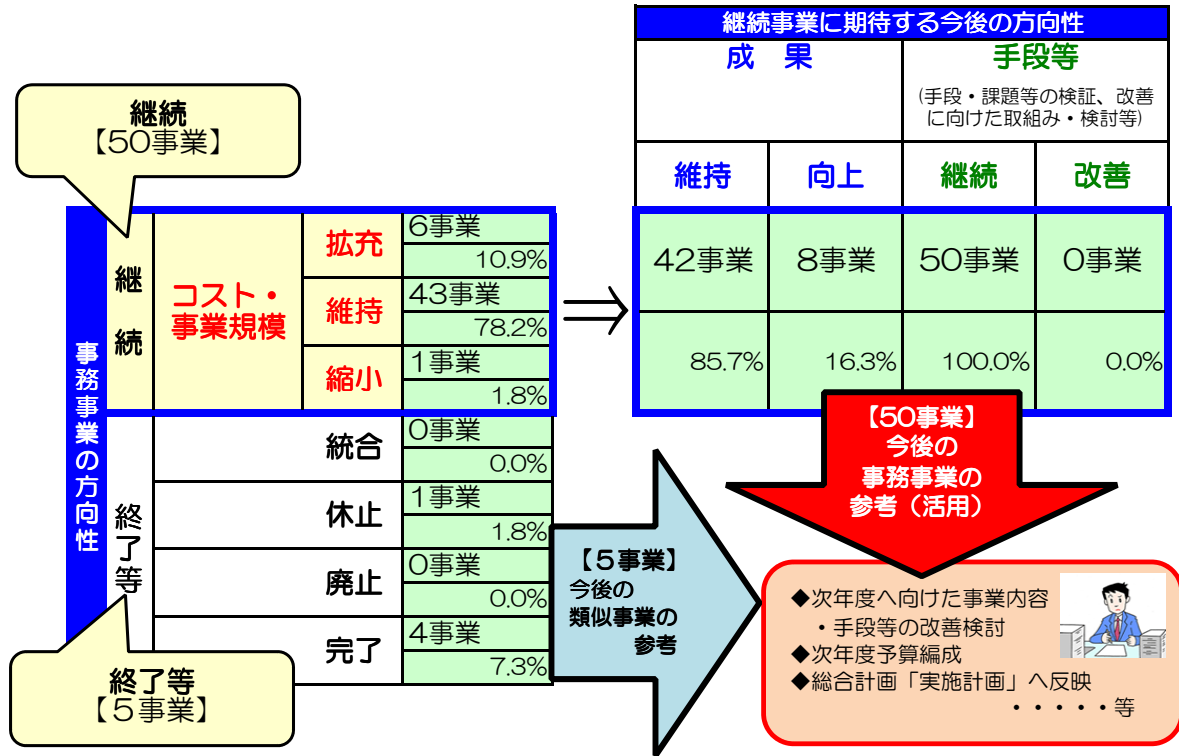 継続事業に期待する今後の方向性
成　果
手段等
(手段・課題等の検証、改善
に向けた取組み・検討等)
維持
向上
継続
改善
42事業
8事業
50事業
0事業
85.7%
16.3%
100.0%
0.0%
継続
【50事業】
事務事業の方向性
継続
コスト・
事業規模
拡充
6事業
10.9%
維持
43事業
78.2%
縮小
1事業
1.8%
終了等
統合
0事業
0.0%
休止
1事業
1.8%
廃止
0事業
0.0%
完了
4事業
7.3%
終了等
【5事業】
【5事業】
今後の
類似事業の
参考
【50事業】
今後の
事務事業の
参考（活用）
◆次年度へ向けた事業内容
・手段等の改善検討
◆次年度予算編成
◆総合計画「実施計画」へ反映
・・・・・等